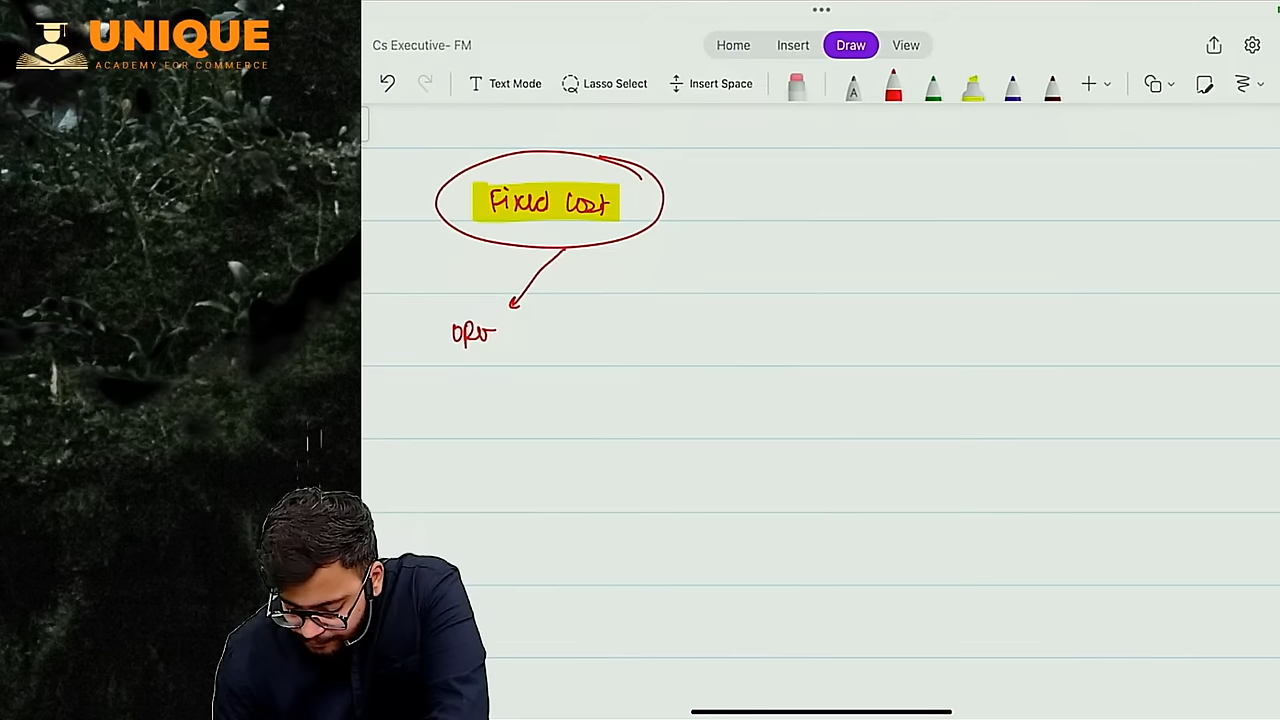 UNIQUE
ACADEMY FOR COMMERCE
Cs Executive- FM
Home Insert Draw View
Text Mode Lasso Select Insert Space
A
Fixed Cost